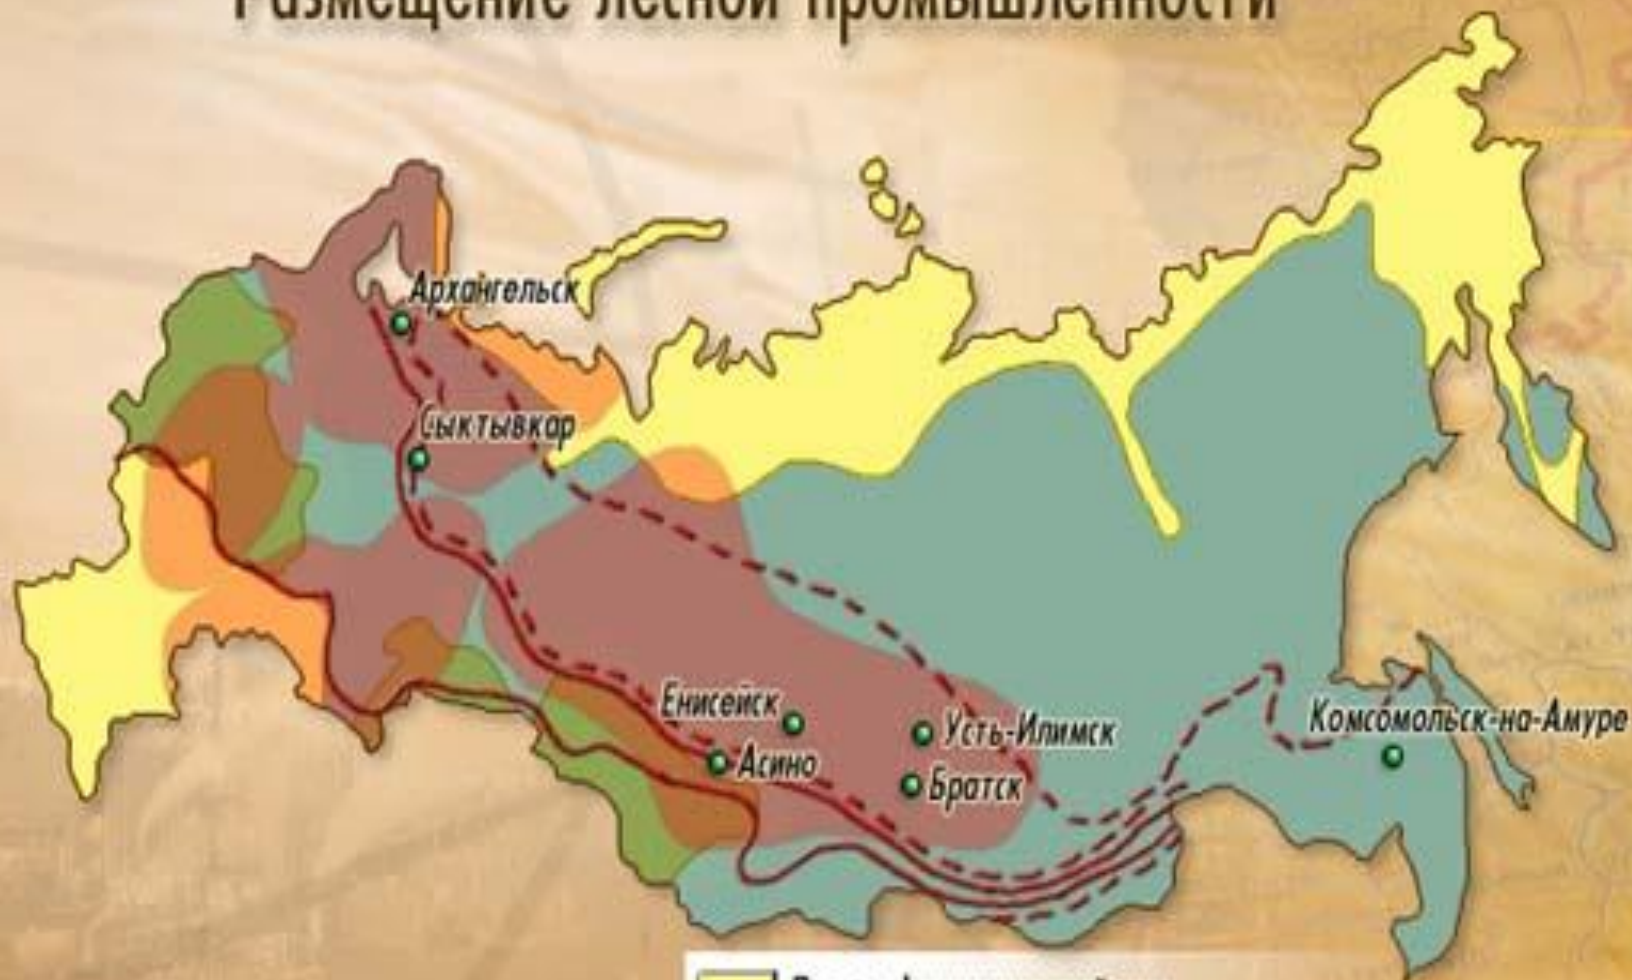 Размещение лесной промышленности
Архангельск
Сыктывкар
Енисейск
Усть-Илимск
Комсомольск-на-Амуре
Асино
Братск